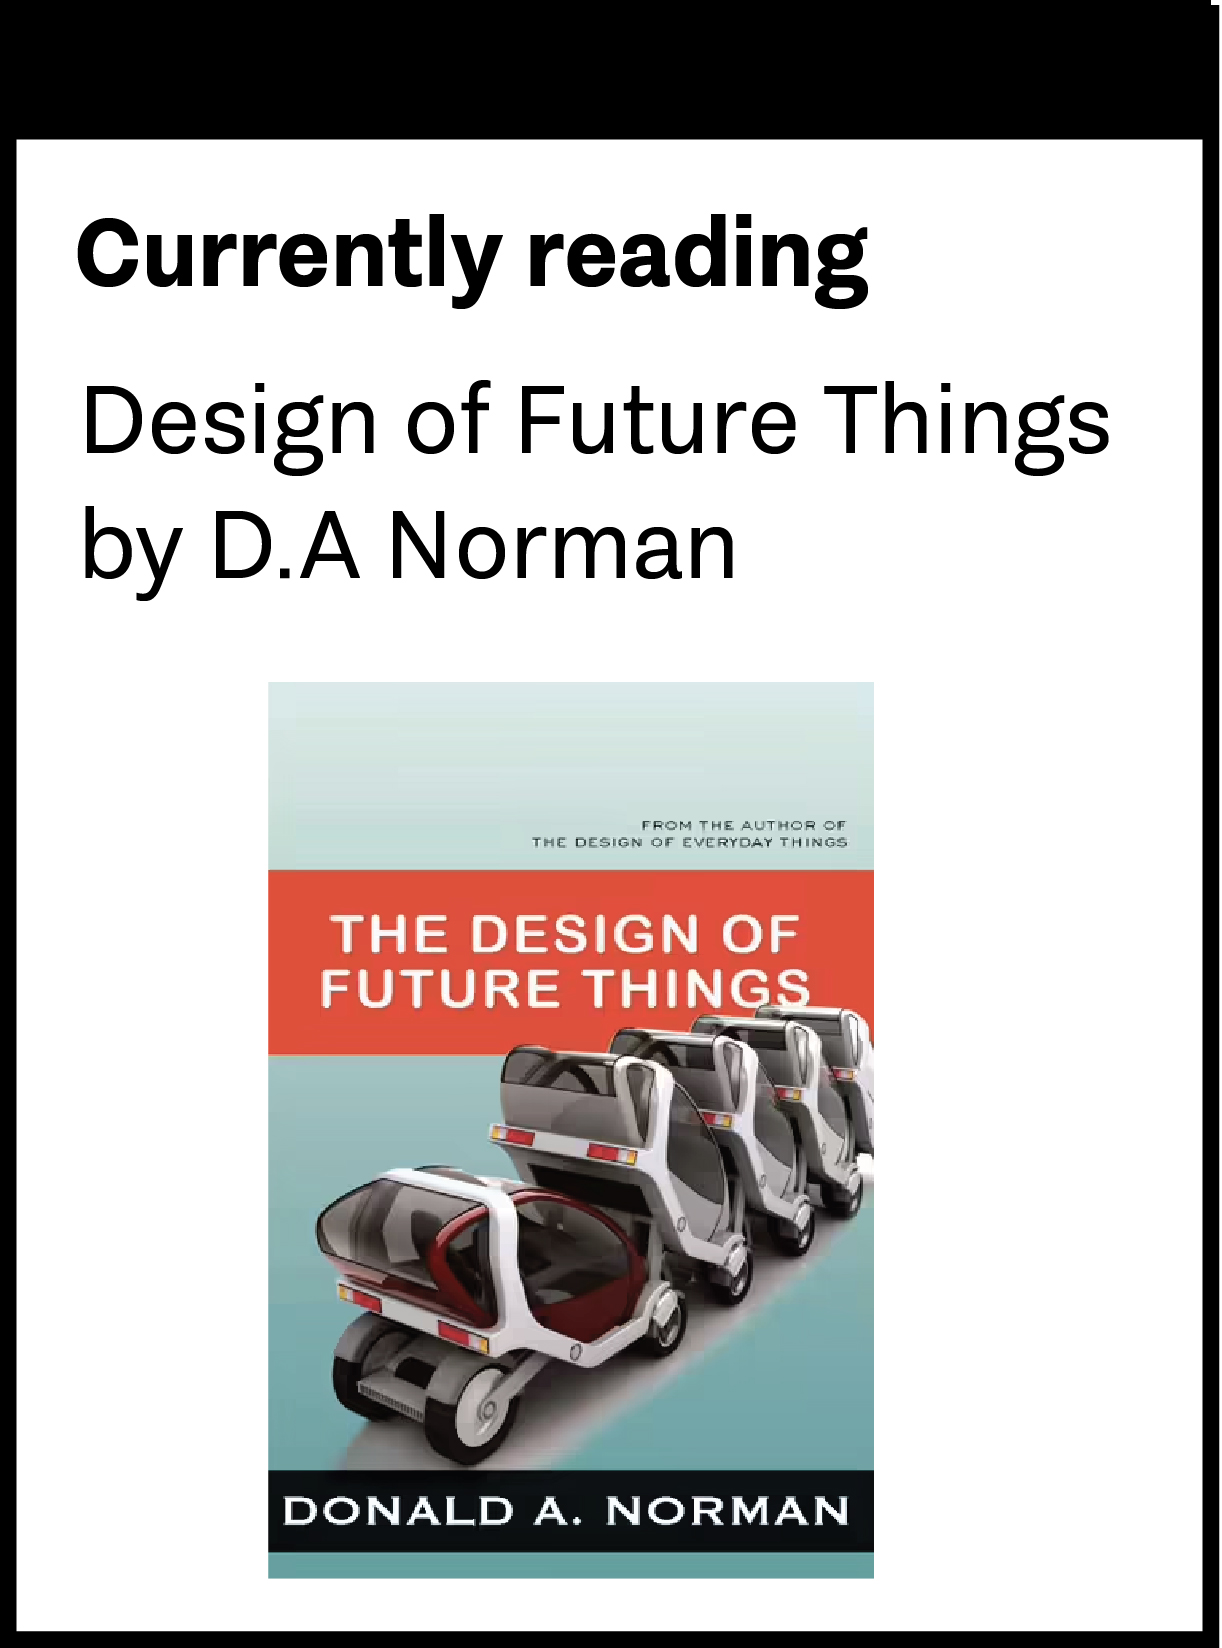 Currently reading
Design of Future Things
by D.A Norman
FROM THE AUTHOR OF
THE DESIGN OF EVERYDAY THINGS
THE DESIGN OF
FUTURE THINGS
DONALD A. NORMAN